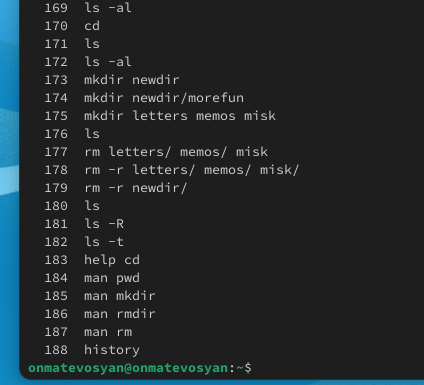 169 ls -al
170 cd
171 ls
172 ls -al
173 mkdir newdir
174 mkdir newdir/morefun
175 mkdir letters memos misk
176 ls
177 rm letters/ memos/ misk
178 rm -r letters/ memos/ misk/
179 rm -r newdir/
180 ls
181 ls -R
182 ls -t
183 help cd
184 man pwd
185 man mkdir
186 man rmdir
187 man rm
188 history
onmatevosyan@onmatevosyan:~$